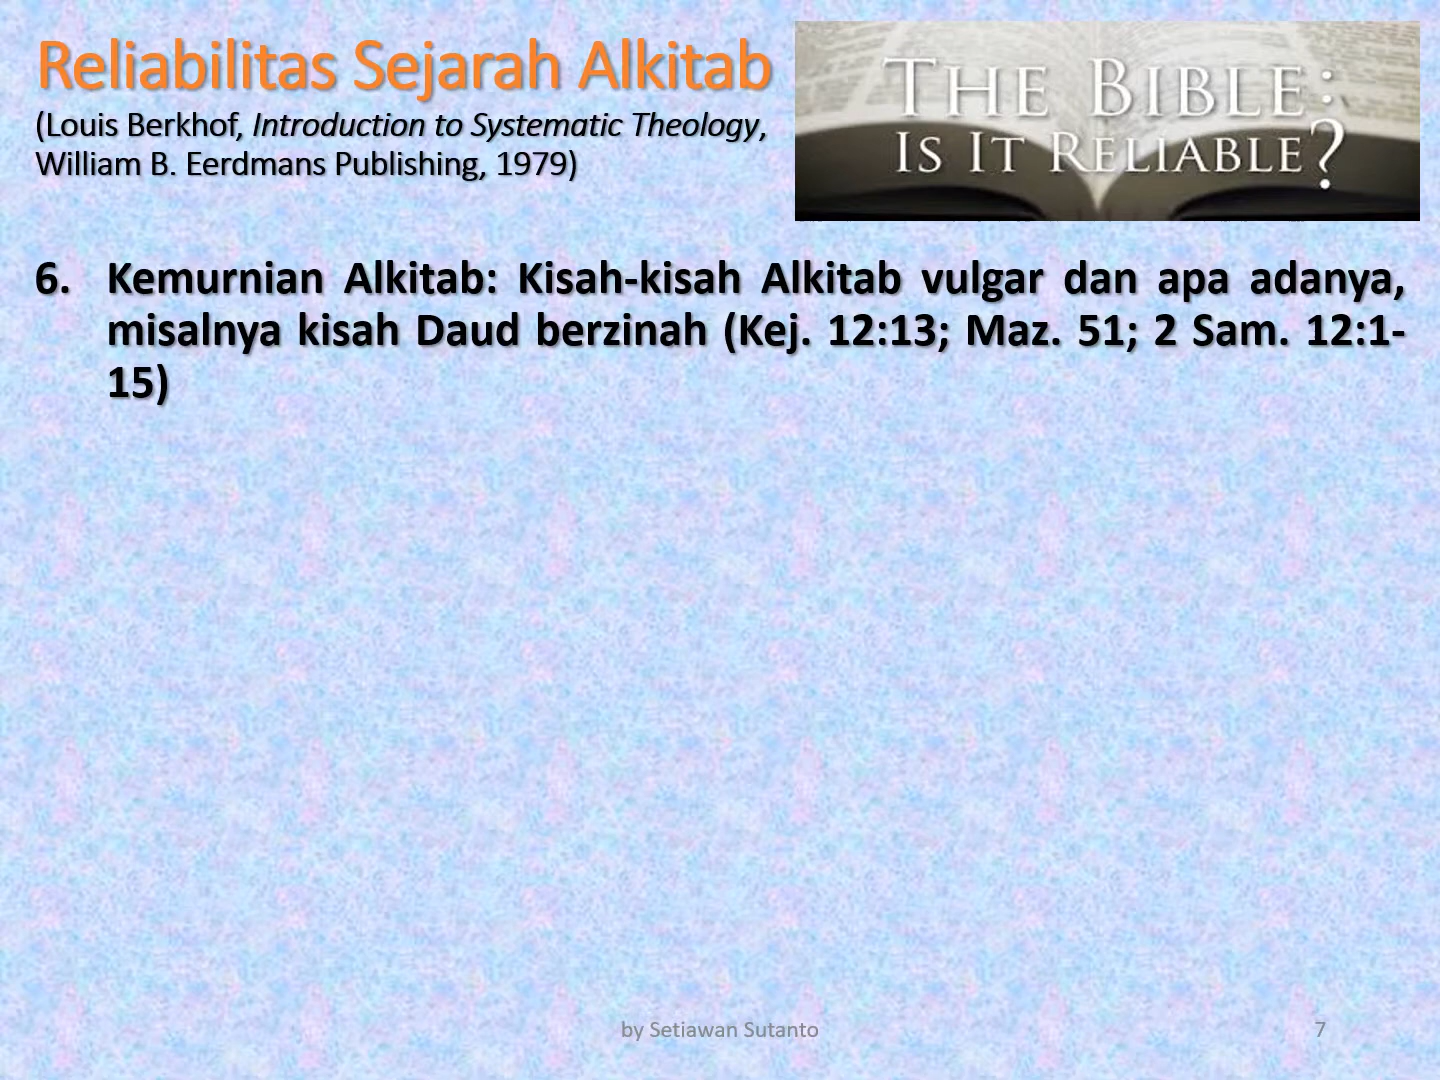 Reliabilitas Sejarah Alkitab
(Louis Berkhof, Introduction to Systematic Theology,
William B. Eerdmans Publishing, 1979)
THE BIBLE:
IS IT RELIABLE?
6. Kemurnian Alkitab: Kisah-kisah Alkitab vulgar dan apa adanya,
misalnya kisah Daud berzinah (Kej. 12:13; Maz. 51; 2 Sam. 12:1-
15)
by Setiawan Sutanto
7